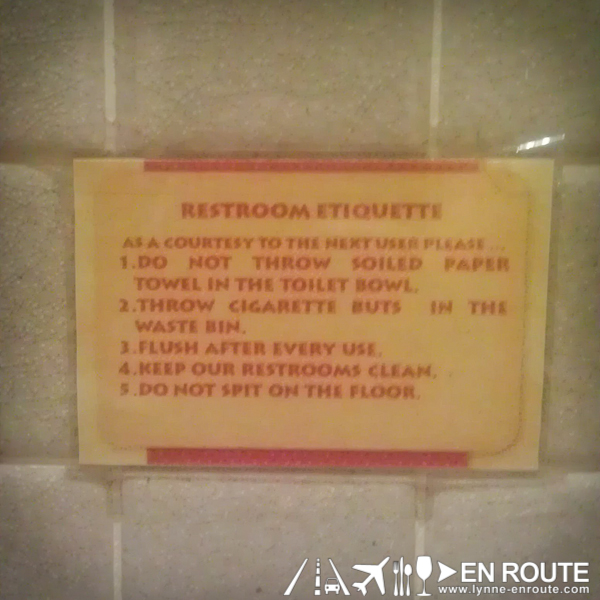 RESTROOM ETIQUETTE
AS A COURTESY TO THE NEXT USER PLEASE ...
1.DO NOT THROW SOILED PAPER
TOWEL IN THE TOILET BOWL.
2.THROW CIGARETTE BUTS IN THE
WASTE BIN.
3.FLUSH AFTER EVERY USE.
4.KEEP OUR RESTROOMS CLEAN.
5.DO NOT SPIT ON THE FLOOR.
EN ROUTE
www.lynne-enroute.com